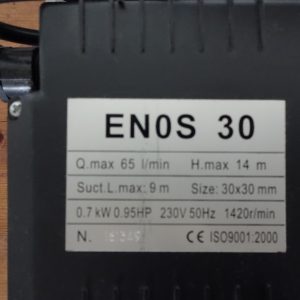 EN0S 30
Q.max 65 l/min H.max 14 m
Suct.L.max: 9 m Size: 30x30 mm
0.7 kW 0.95HP 230V 50Hz 1420r/min
N. CE ISO9001:2000